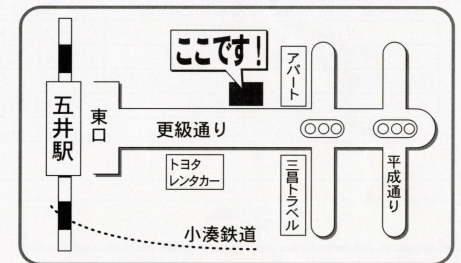 ここです!
アパート
五井駅
東口
更級通り
トヨタ
レンタカー
三昌トラベル
平成通り
小湊鉄道